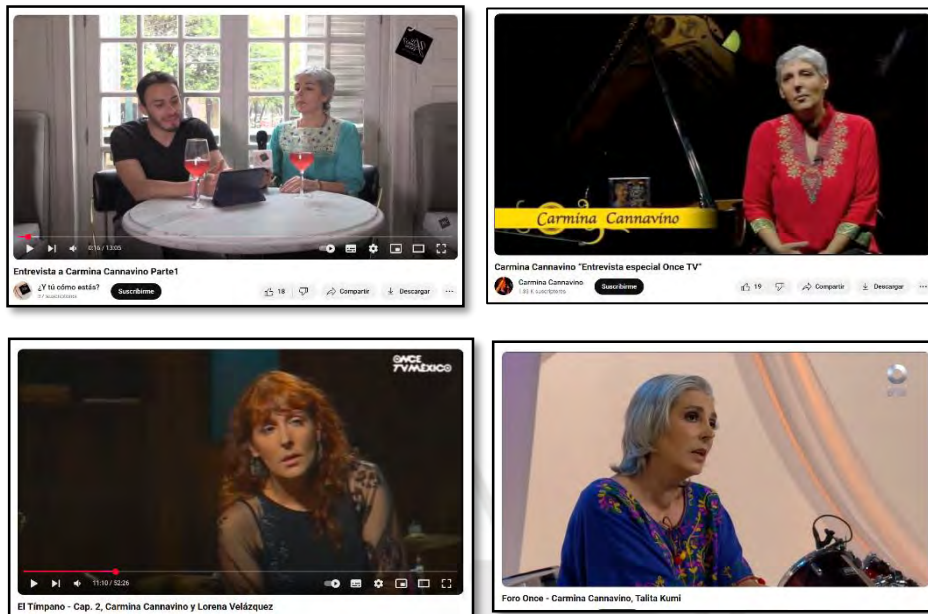 0:16 / 13:05
Entrevista a Carmina Cannavino Parte1
¿Y tú cómo estás?
Suscribirme
18
Compartir
Descargar
Carmina Cannavino
Carmina Cannavino "Entrevista especial Once TV"
Carmina Cannavino
Suscribirme
19
Compartir
Descargar
ONCE
TVMÉXICO
11:10 / 52:26
El Tímpano - Cap. 2, Carmina Cannavino y Lorena Velázquez
Foro Once - Carmina Cannavino, Talita Kumi